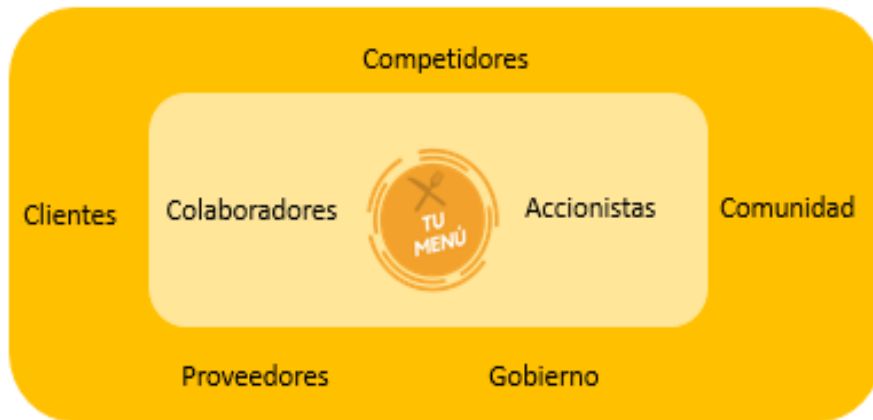 Competidores
Clientes
Colaboradores
TU
MENÚ
Accionistas
Comunidad
Proveedores
Gobierno